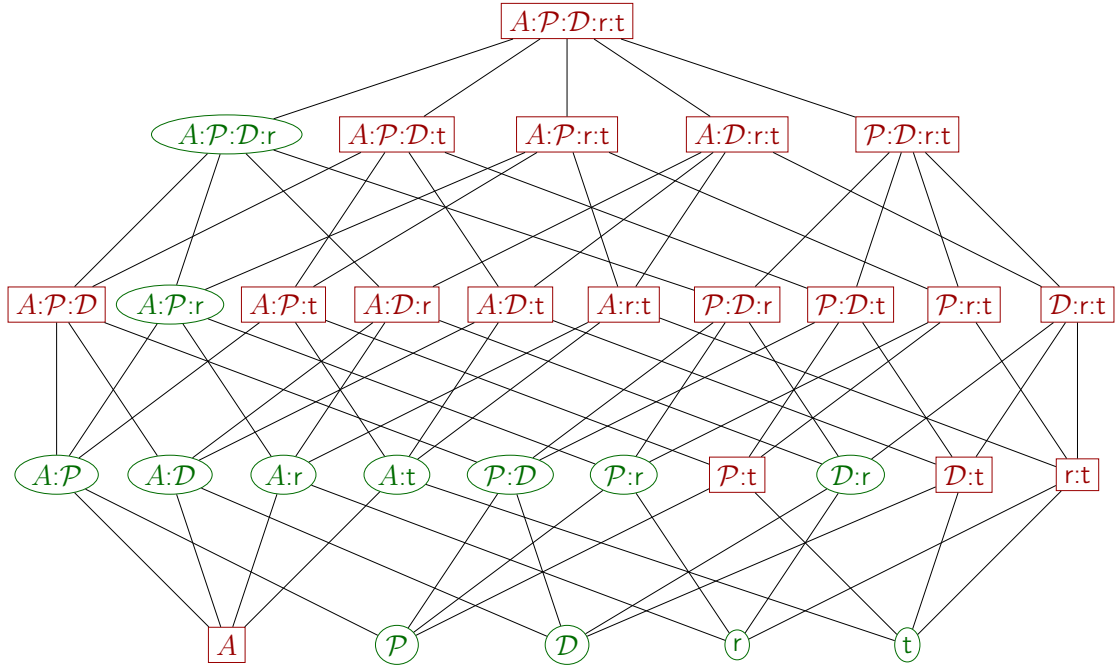 A:𝒫:𝒟:r:t
A:𝒫:𝒟:r A:𝒫:𝒟:t A:𝒫:r:t A:𝒟:r:t 𝒫:𝒟:r:t
A:𝒫:𝒟 A:𝒫:r A:𝒫:t A:𝒟:r A:𝒟:t A:r:t 𝒫:𝒟:r 𝒫:𝒟:t 𝒫:r:t 𝒟:r:t
A:𝒫 A:𝒟 A:r A:t 𝒫:𝒟 𝒫:r 𝒫:t 𝒟:r 𝒟:t r:t
A 𝒫 𝒟 r t